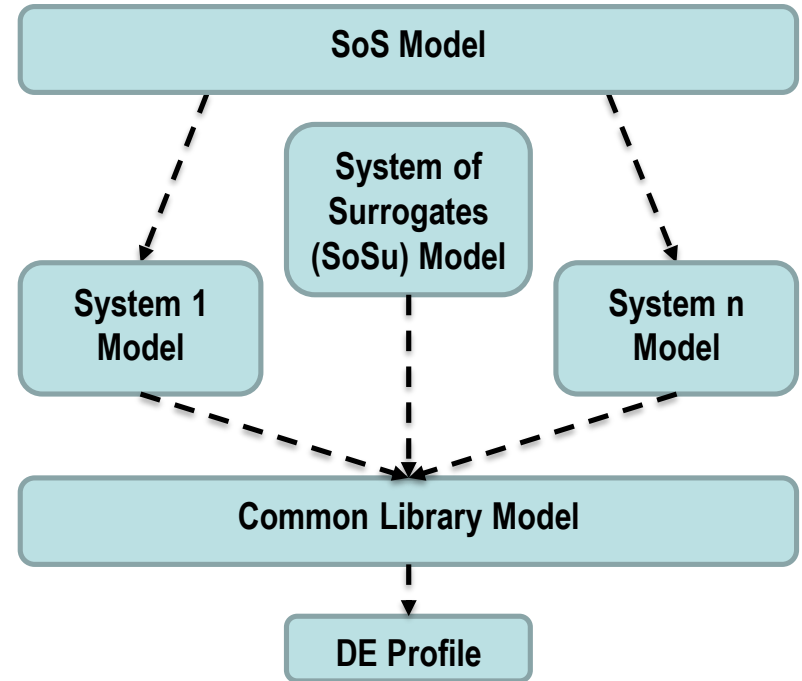 SoS Model
System of
Surrogates
(SoSu) Model
System 1
Model
System n
Model
Common Library Model
DE Profile